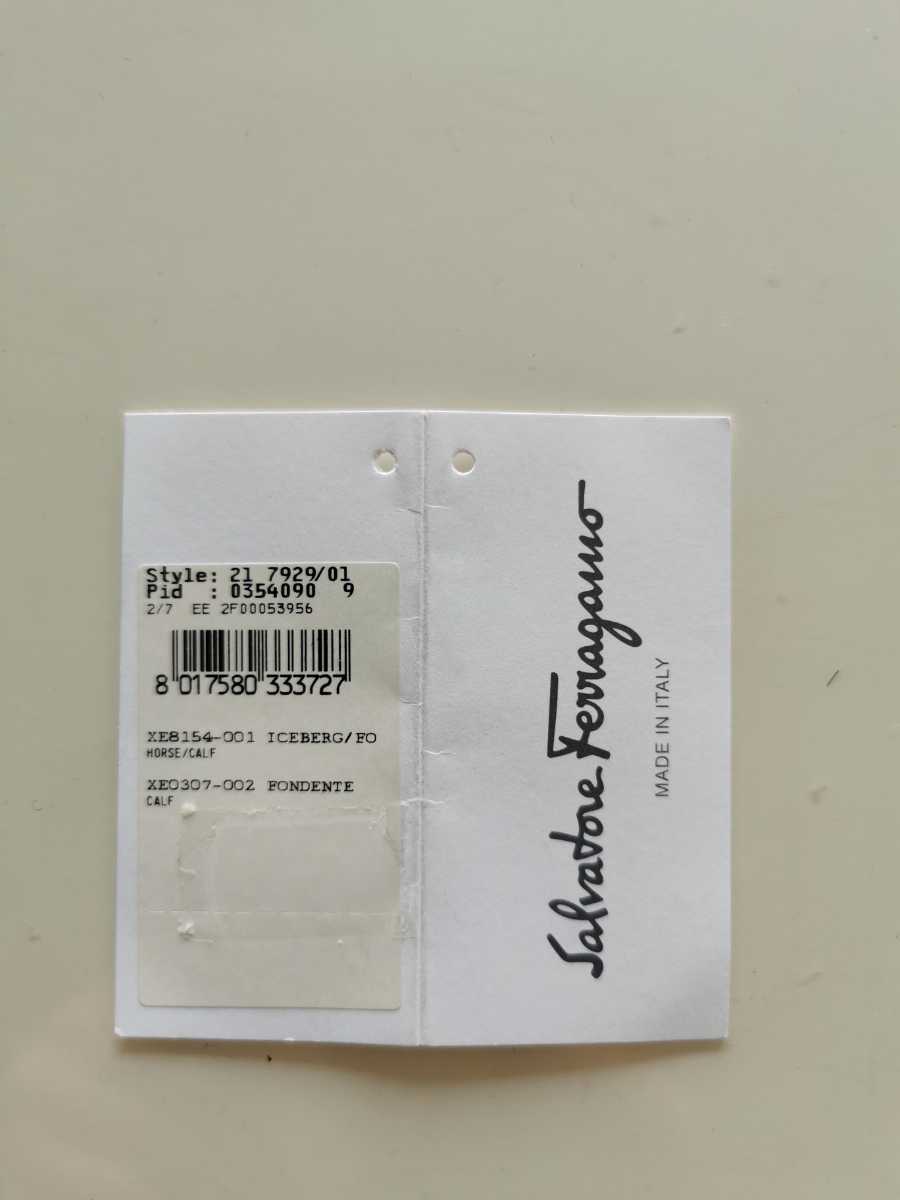 Style: 21 7929/01
Pid : 0354090 9
2/7 EE 2F00053956
8 017580 333727
XE8154-001 ICEBERG/FO
HORSE/CALF
XE0307-002 FONDENTE
CALF
Salvatore Ferragamo
MADE IN ITALY